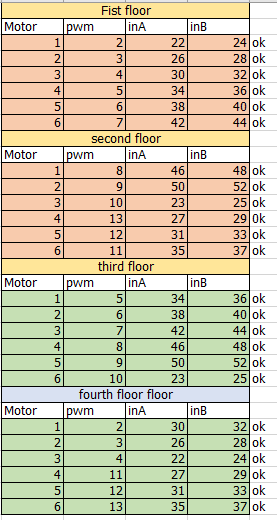 Fist floor
Motor pwm inA inB
1 2 22 24 ok
2 3 26 28 ok
3 4 30 32 ok
4 5 34 36 ok
5 6 38 40 ok
6 7 42 44 ok
second floor
Motor pwm inA inB
1 8 46 48 ok
2 9 50 52 ok
3 10 23 25 ok
4 13 27 29 0k
5 12 31 33 ok
6 11 35 37 ok
third floor
Motor pwm inA inB
1 5 34 36 ok
2 6 38 40 ok
3 7 42 44 ok
4 8 46 48 ok
5 9 50 52 ok
6 10 23 25 ok
fourth floor floor
Motor pwm inA inB
1 2 30 32 ok
2 3 26 28 ok
3 4 22 24 ok
4 11 27 29 ok
5 12 31 33 ok
6 13 35 37 ok